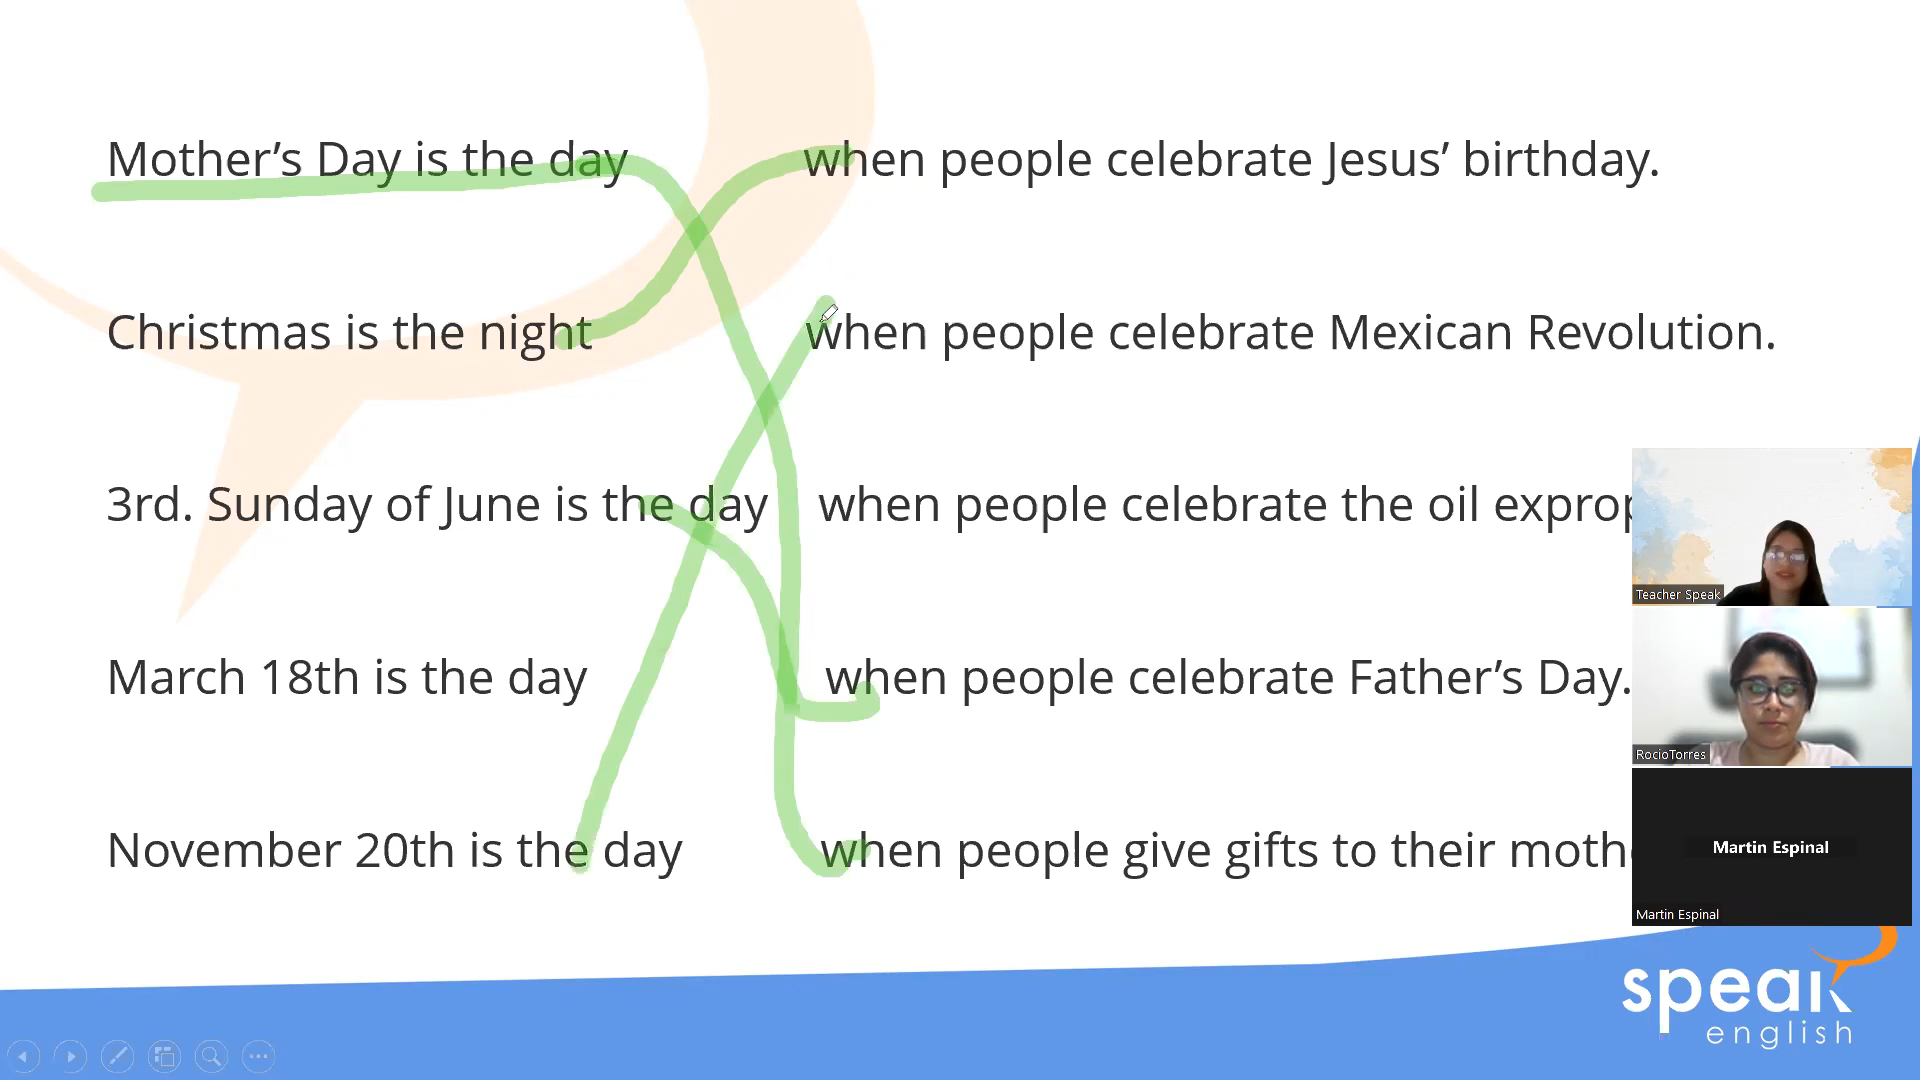 Mother’s Day is the day when people celebrate Jesus’ birthday.
Christmas is the night when people celebrate Mexican Revolution.
3rd. Sunday of June is the day when people celebrate the oil
March 18th is the day when people celebrate Father’s Day.
November 20th is the day when people give gifts to their
Teacher Speak
RocioTorres
Martin Espinal
Martin Espinal
speak
english